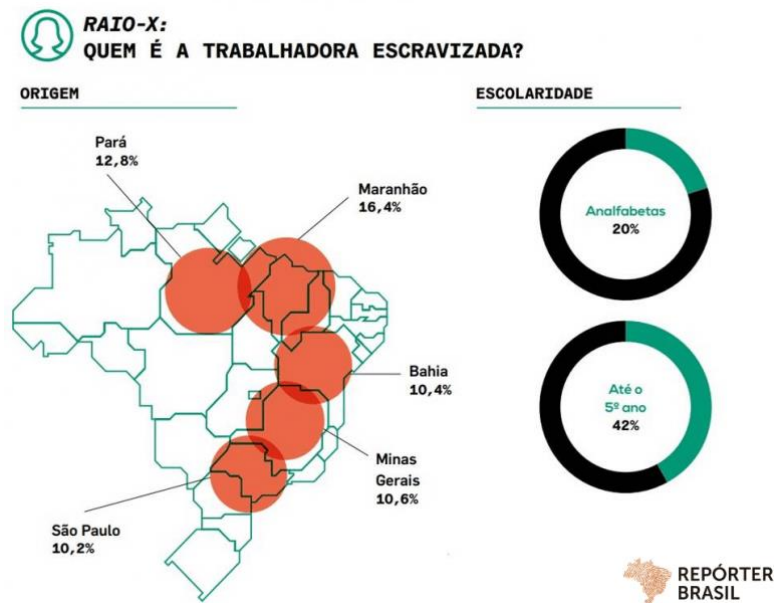 RAIO-X:
QUEM É A TRABALHADORA ESCRAVIZADA?
ORIGEM
Pará
12,8%
Maranhão
16,4%
Bahia
10,4%
Minas
Gerais
10,6%
São Paulo
10,2%
ESCOLARIDADE
Analfabetas
20%
Até o
5º ano
42%
REPÓRTER
BRASIL